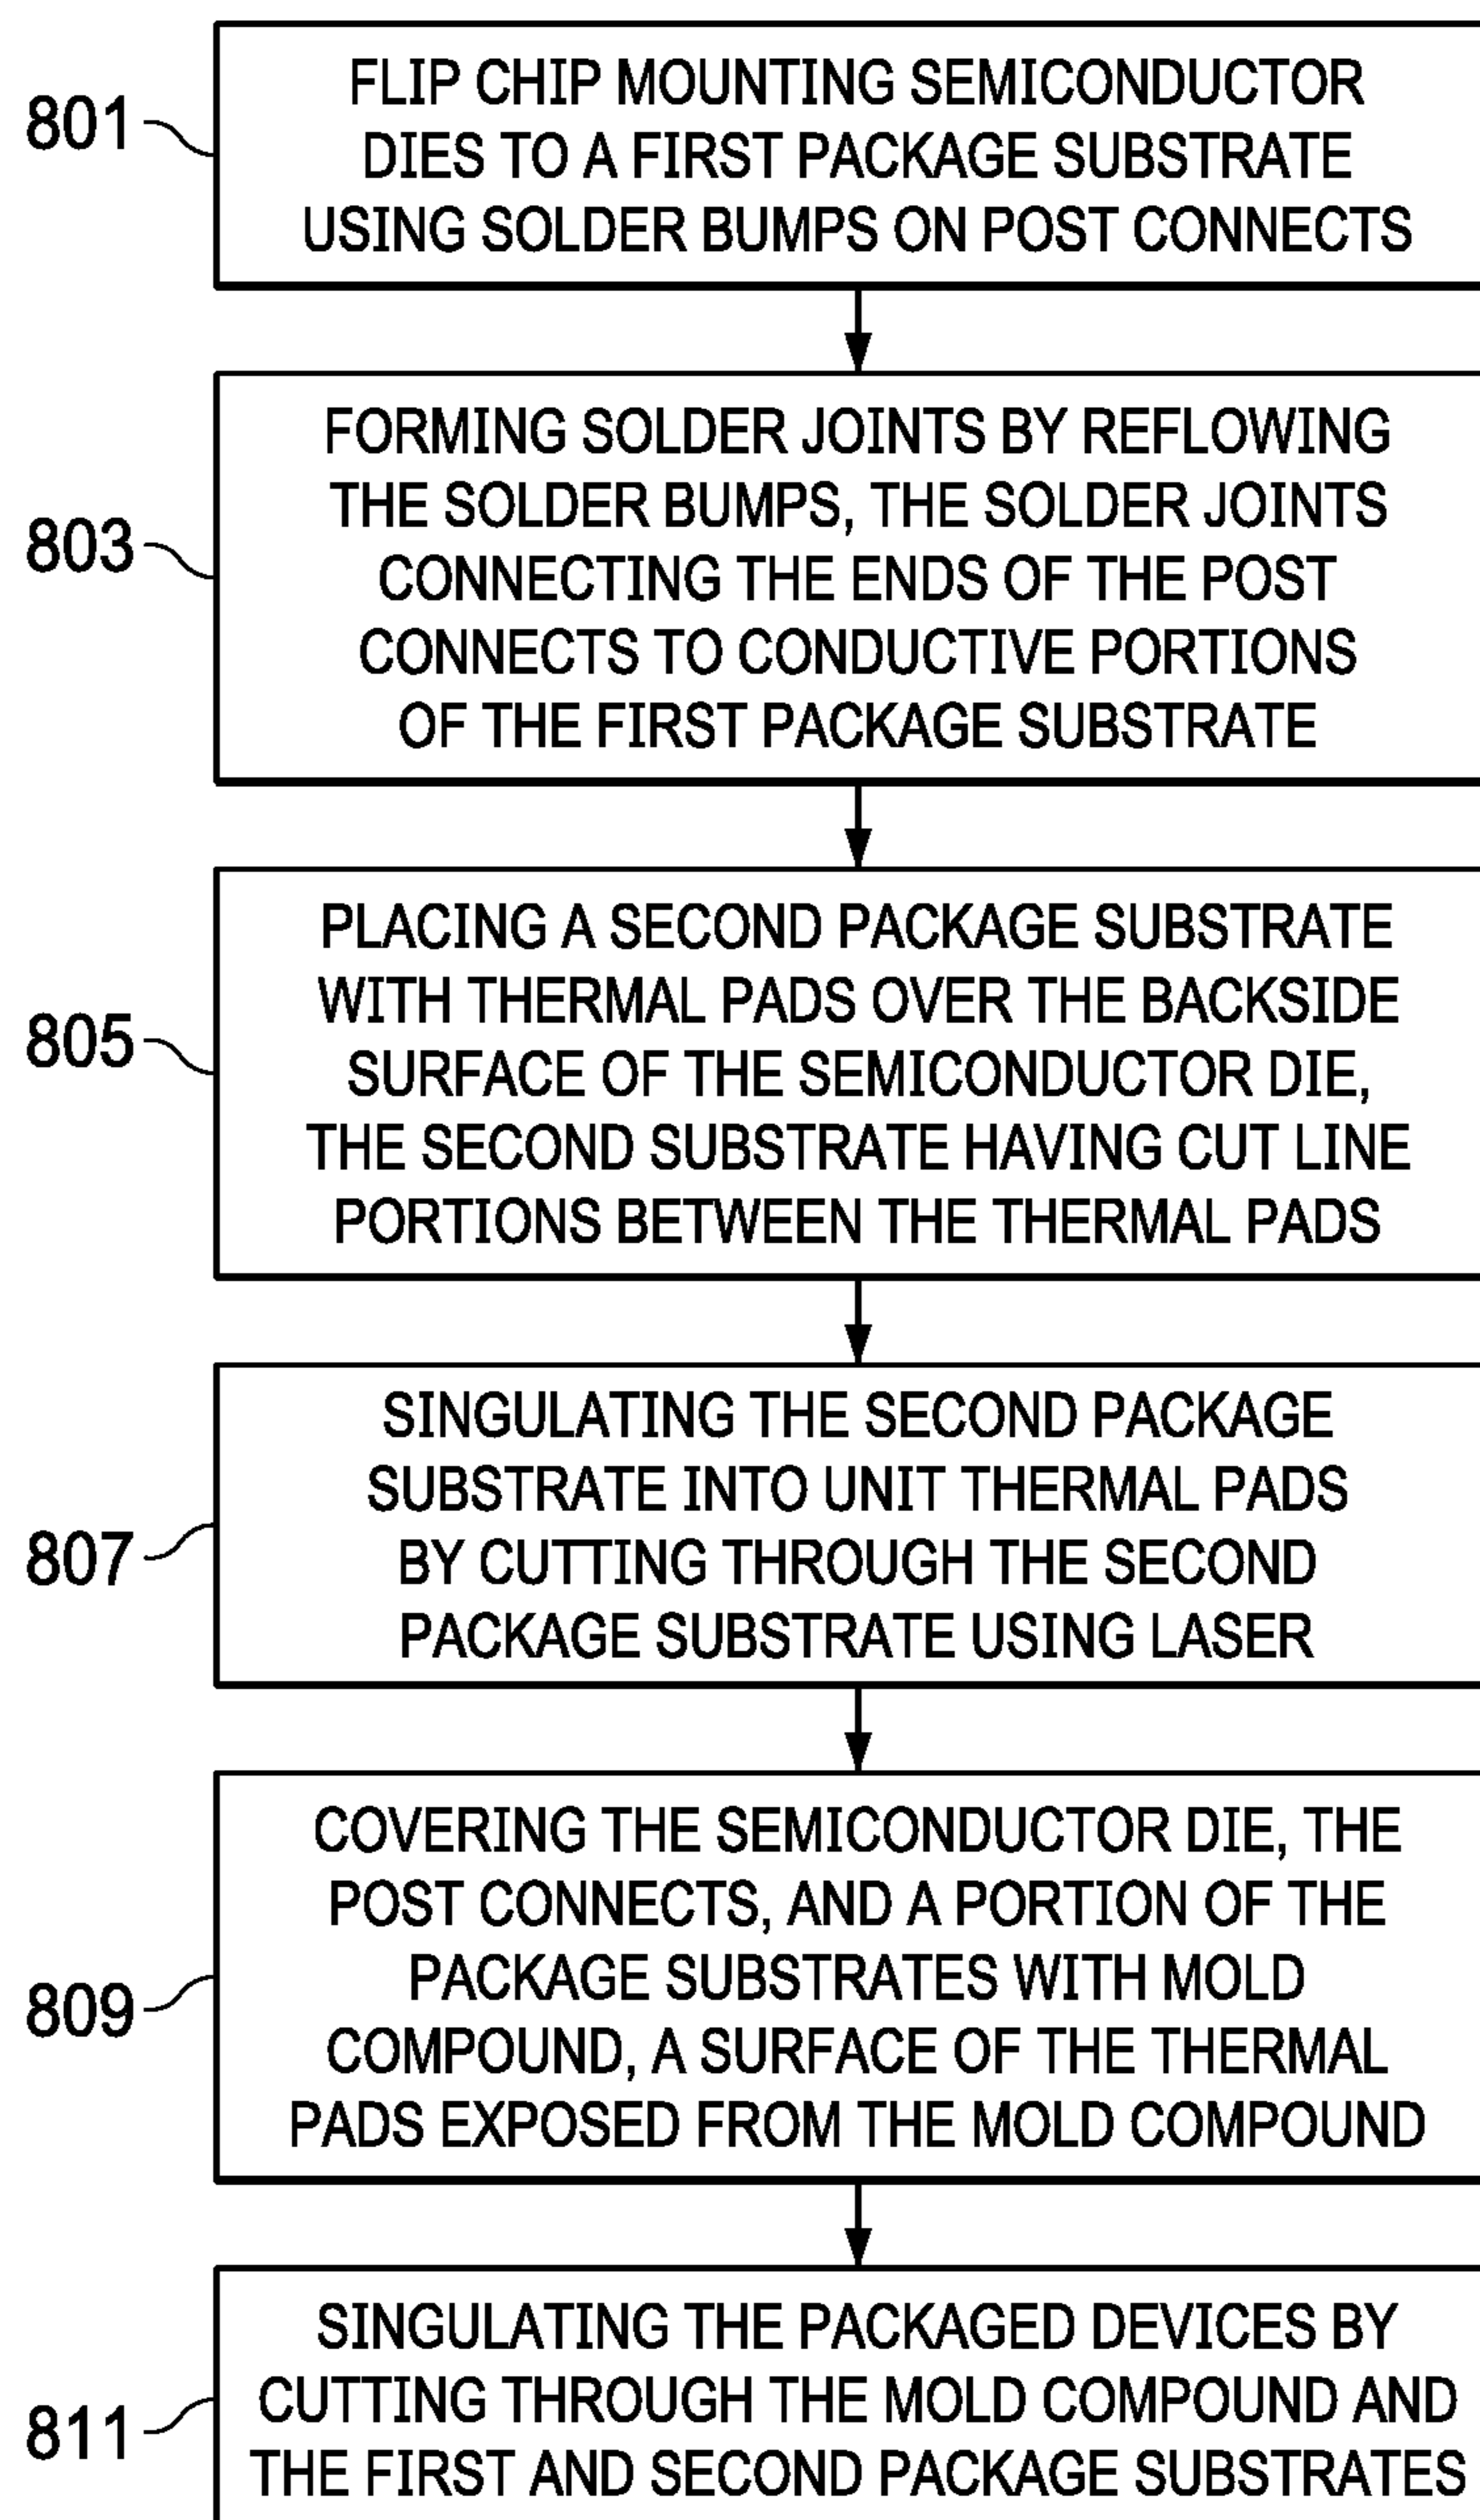 801
FLIP CHIP MOUNTING SEMICONDUCTOR
DIES TO A FIRST PACKAGE SUBSTRATE
USING SOLDER BUMPS ON POST CONNECTS
803
FORMING SOLDER JOINTS BY REFLOWING
THE SOLDER BUMPS, THE SOLDER JOINTS
CONNECTING THE ENDS OF THE POST
CONNECTS TO CONDUCTIVE PORTIONS
OF THE FIRST PACKAGE SUBSTRATE
805
PLACING A SECOND PACKAGE SUBSTRATE
WITH THERMAL PADS OVER THE BACKSIDE
SURFACE OF THE SEMICONDUCTOR DIE,
THE SECOND SUBSTRATE HAVING CUT LINE
PORTIONS BETWEEN THE THERMAL PADS
807
SINGULATING THE SECOND PACKAGE
SUBSTRATE INTO UNIT THERMAL PADS
BY CUTTING THROUGH THE SECOND
PACKAGE SUBSTRATE USING LASER
809
COVERING THE SEMICONDUCTOR DIE, THE
POST CONNECTS, AND A PORTION OF THE
PACKAGE SUBSTRATES WITH MOLD
COMPOUND, A SURFACE OF THE THERMAL
PADS EXPOSED FROM THE MOLD COMPOUND
811
SINGULATING THE PACKAGED DEVICES BY
CUTTING THROUGH THE MOLD COMPOUND AND
THE FIRST AND SECOND PACKAGE SUBSTRATES